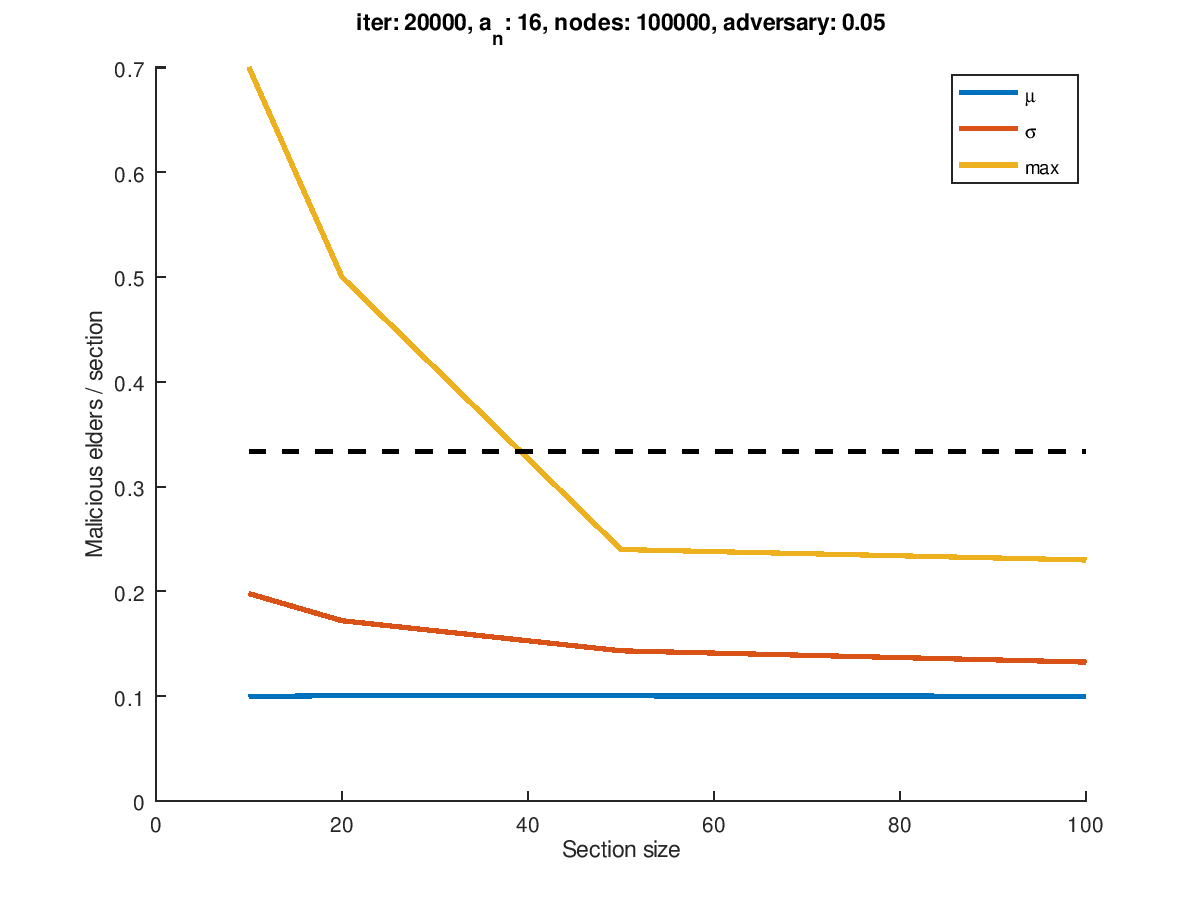 iter: 20000, a_n: 16, nodes: 100000, adversary: 0.05
μ
σ
max
Malicious elders / section
0.7
0.6
0.5
0.4
0.3
0.2
0.1
0
0 20 40 60 80 100
Section size